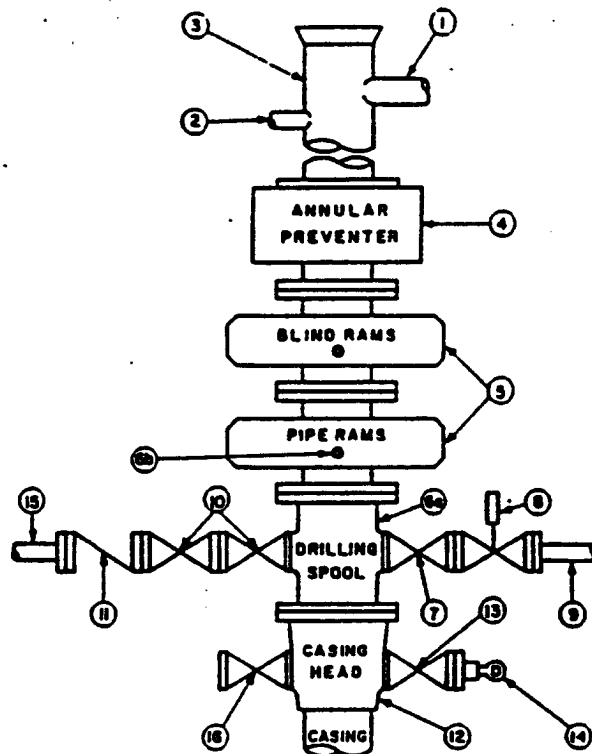 3
1
2
ANNULAR
PREVENTER
4
BLIND RAMS
5
PIPE RAMS
6b
6a
8
15
10
DRILLING
SPOOL
11
7
9
13
CASING
HEAD
16
12
14
CASING